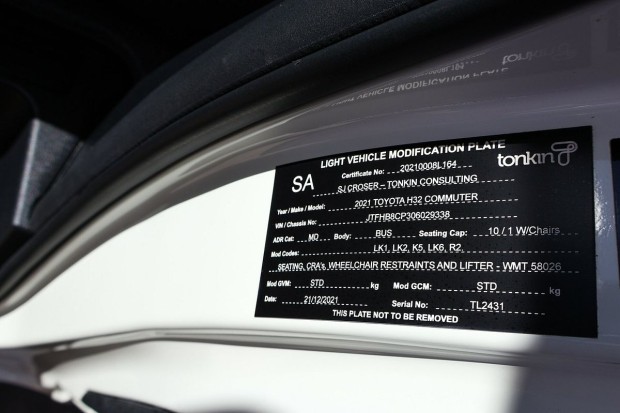 LIGHT VEHICLE MODIFICATION PLATE
tonkin
SA Certificate No: 20210008L164
SJ CROSER - TONKIN CONSULTING
Year / Make / Model: 2021 TOYOTA H32 COMMUTER
VIN / Chassis No: JTFHB8CP306029338
ADR Cat: MD Body: BUS Seating Cap: 10 / 1 W/Chairs
Mod Codes: LK1, LK2, K5, LK6, R2,
SEATING, CRA's, WHEELCHAIR RESTRAINTS AND LIFTER - WMT 58026
Mod GVM: STD kg Mod GCM: STD kg
Date: 21/12/2021 Serial No: TL2431
THIS PLATE NOT TO BE REMOVED